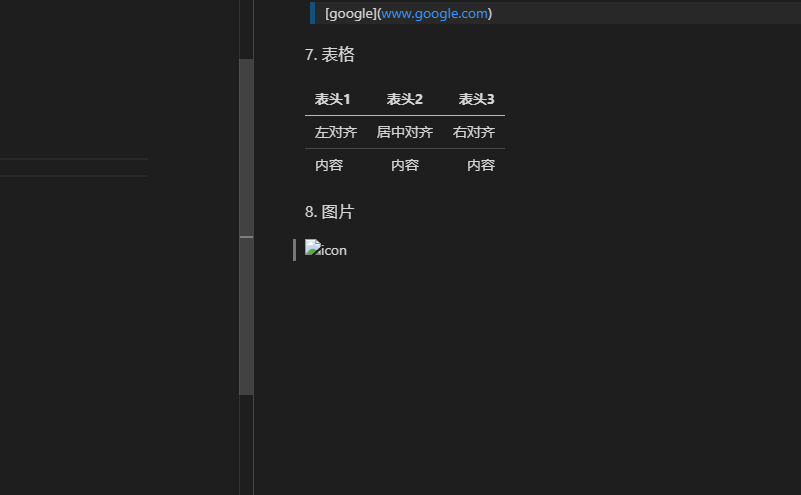 [google](www.google.com)
7. 表格
表头1 表头2 表头3
左对齐 居中对齐 右对齐
内容 内容 内容
8. 图片
icon